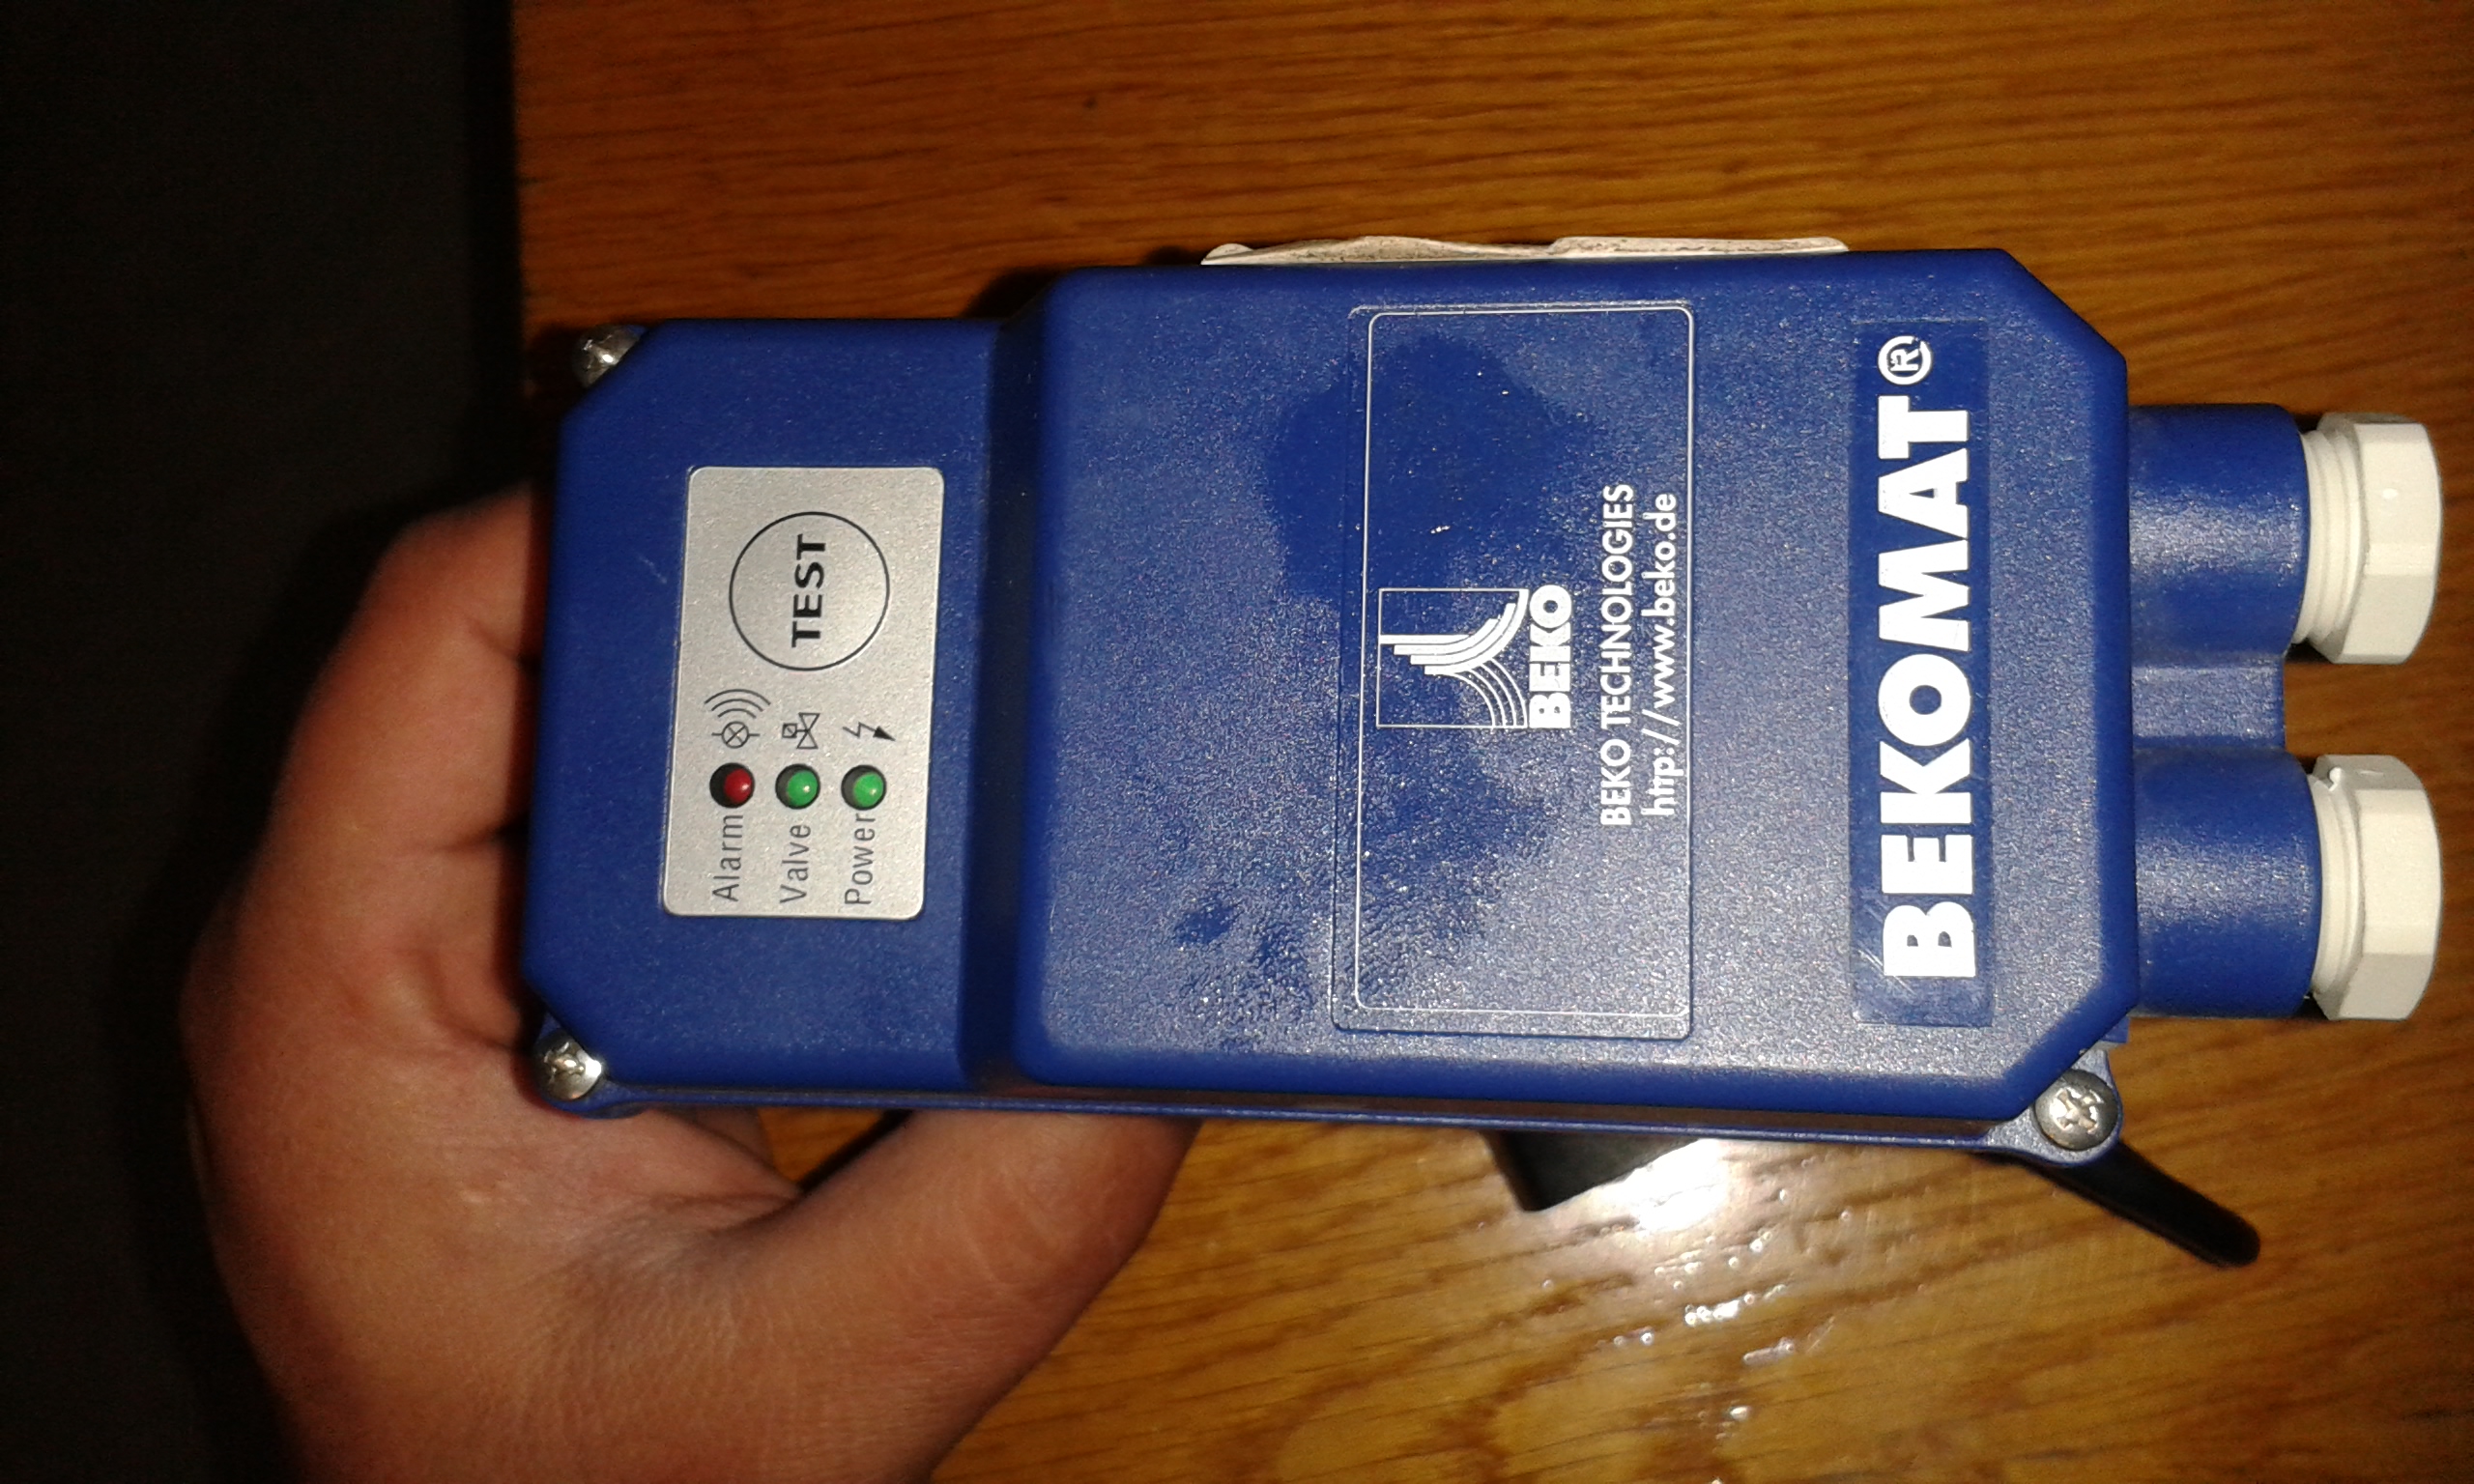 Alarm
Valve
Power
TEST
BEKO
BEKO TECHNOLOGIES
http://www.beko.de
BEKOMAT®